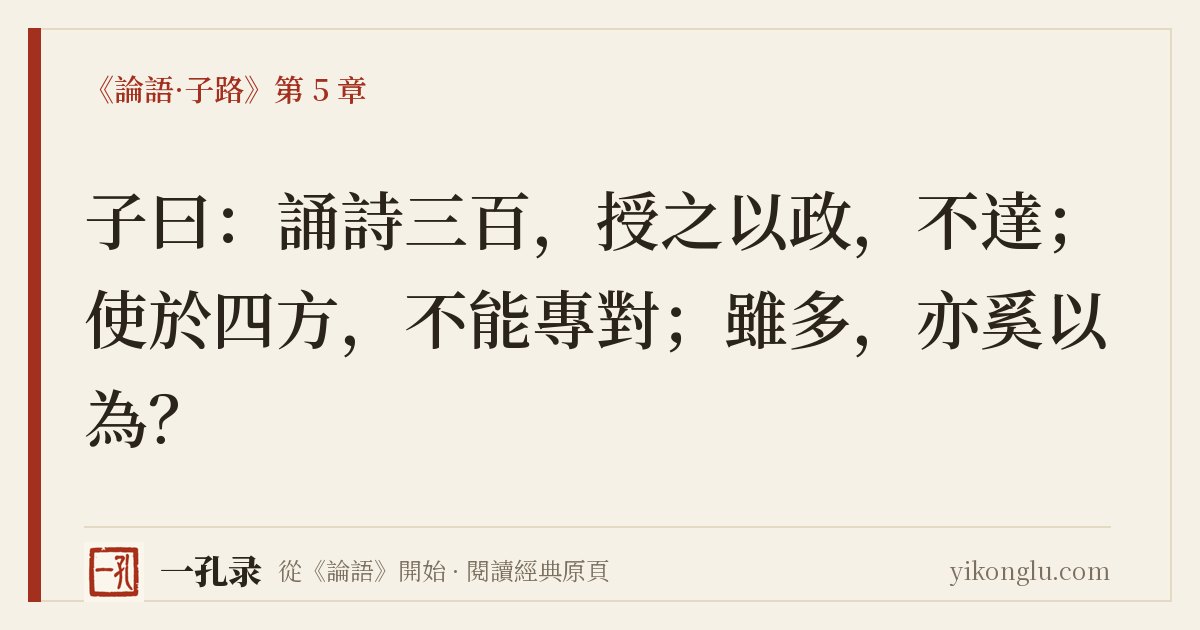 《論語·子路》第 5 章
子曰：誦詩三百，授之以政，不達；
使於四方，不能專對；雖多，亦奚以
為？
一孔
一孔录
從《論語》開始 · 閱讀經典原頁
yikonglu.com